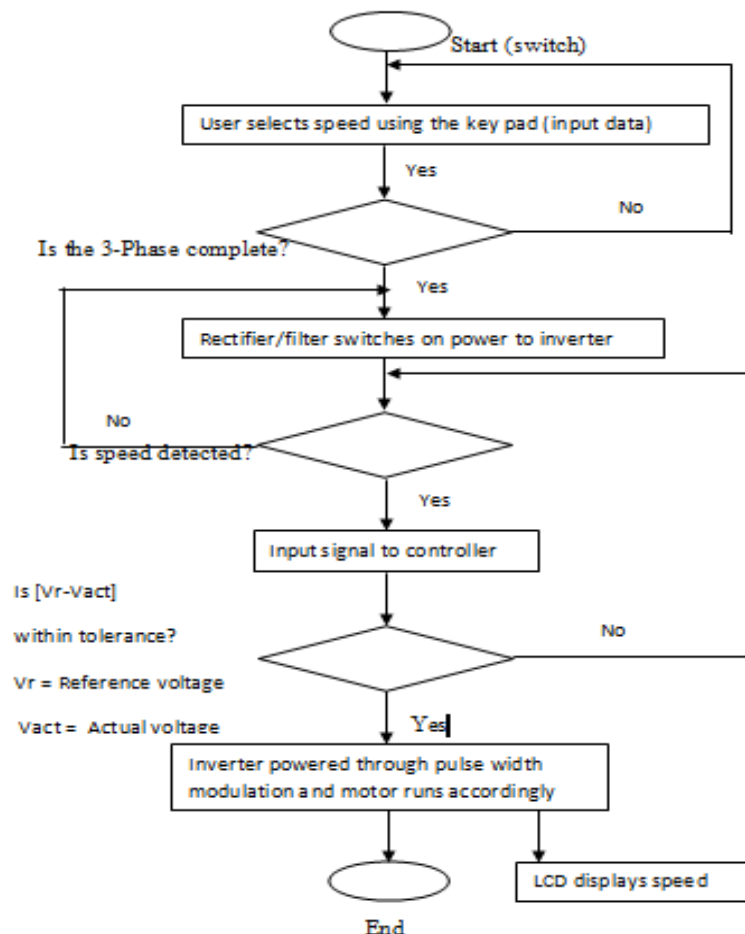 Start (switch)
User selects speed using the key pad (input data)
Yes
No
Is the 3-Phase complete?
Yes
Rectifier/filter switches on power to inverter
No
Is speed detected?
Yes
Input signal to controller
Is [Vr-Vact]
within tolerance?
No
Vr = Reference voltage
Vact = Actual voltage
Yes
Inverter powered through pulse width
modulation and motor runs accordingly
LCD displays speed
End